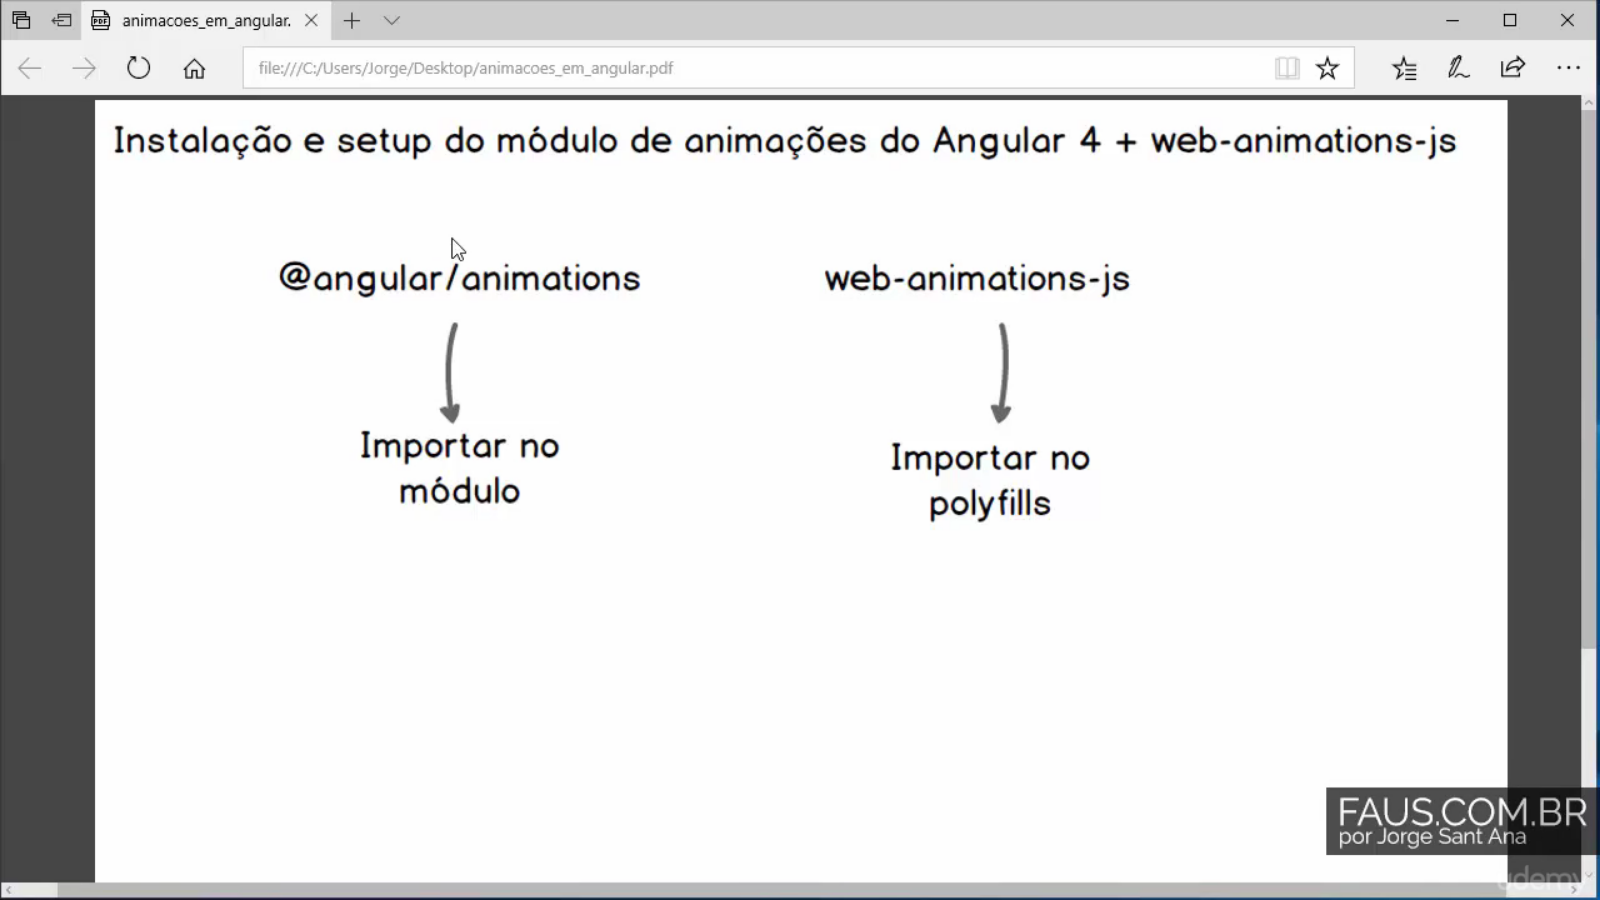 animacoes_em_angular.
file:///C:/Users/Jorge/Desktop/animacoes_em_angular.pdf
Instalação e setup do módulo de animações do Angular 4 + web-animations-js
@angular/animations
web-animations-js
Importar no
módulo
Importar no
polyfills
FAUS.COM.BR
por Jorge Sant Ana
udemy
PDF